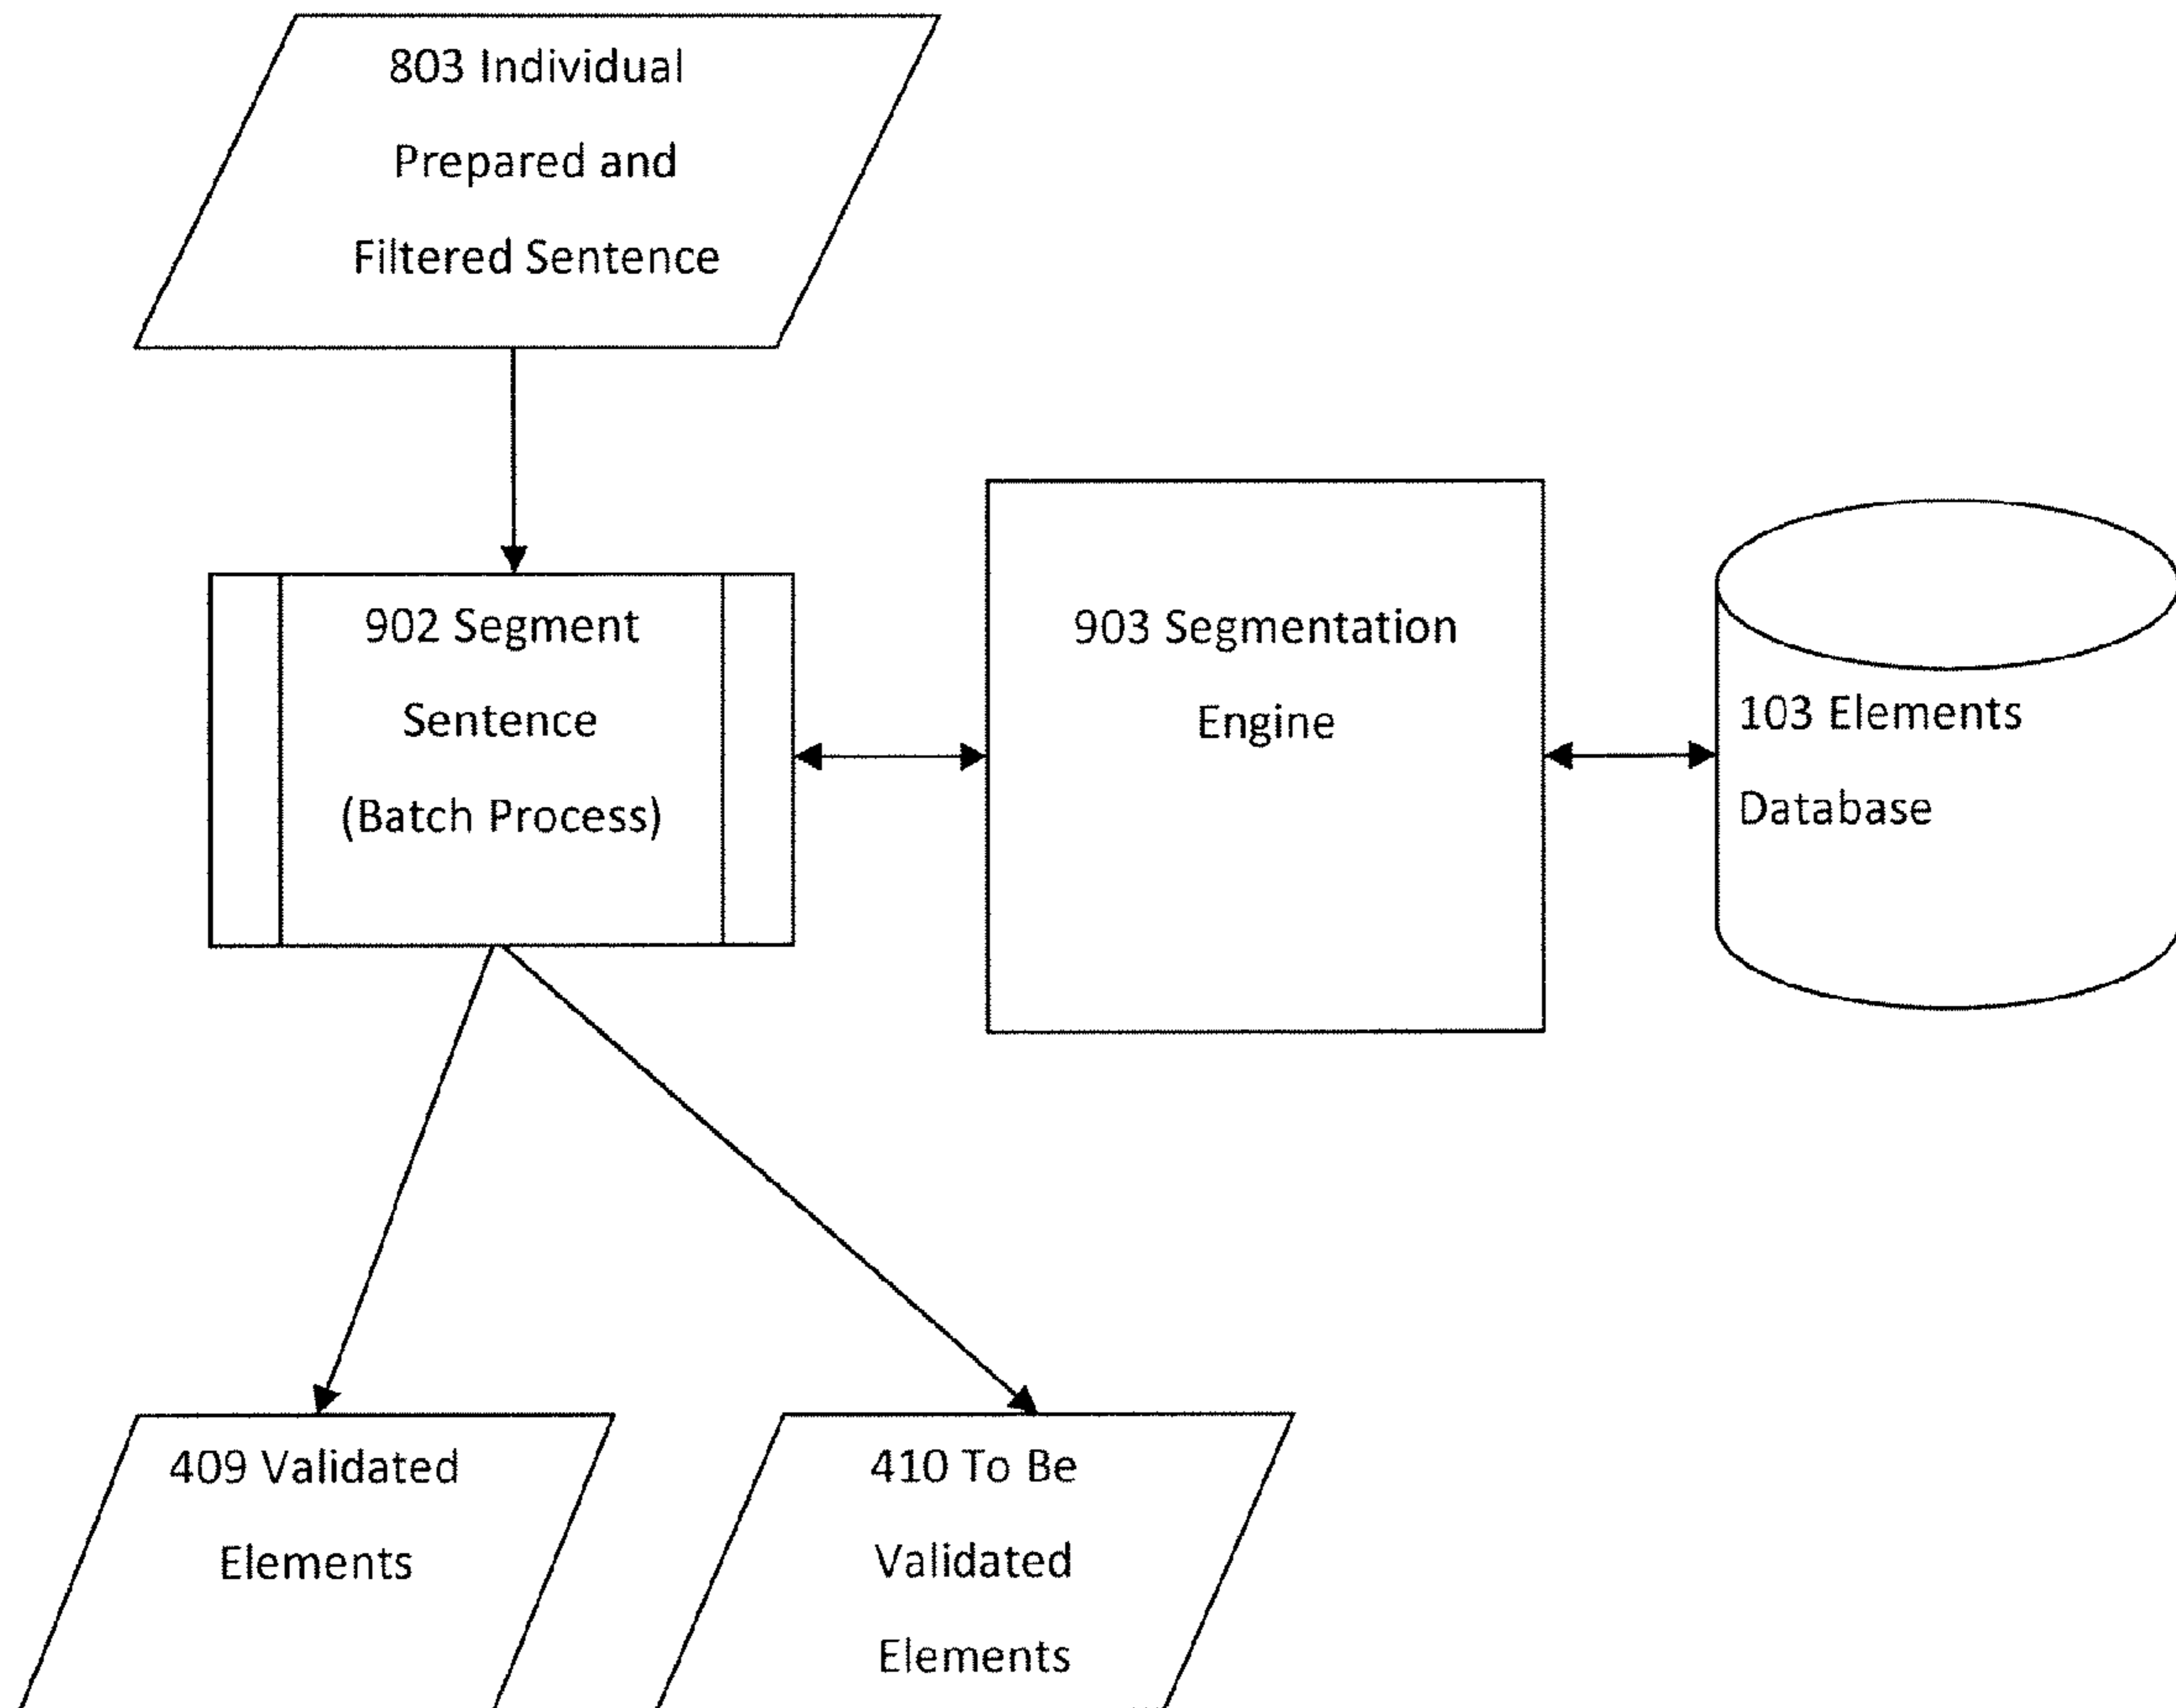 803 Individual
Prepared and
Filtered Sentence
902 Segment
Sentence
(Batch Process)
903 Segmentation
Engine
103 Elements
Database
409 Validated
Elements
410 To Be
Validated
Elements